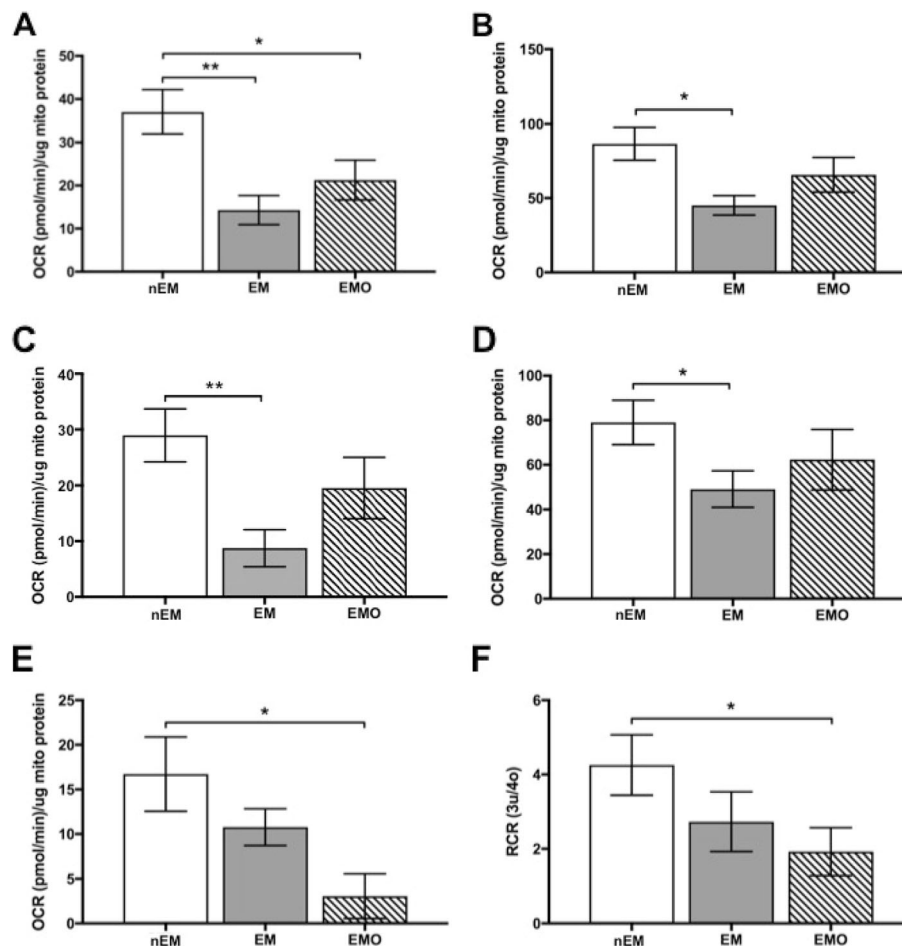 A
OCR (pmol/min)/ug mito protein
50
40
30
20
10
0
*
**
nEM EM EMO
B
OCR (pmol/min)/ug mito protein
150
100
50
0
*
nEM EM EMO
C
OCR (pmol/min)/ug mito protein
40
30
20
10
0
**
nEM EM EMO
D
OCR (pmol/min)/ug mito protein
100
80
60
40
20
0
*
nEM EM EMO
E
OCR (pmol/min)/ug mito protein
25
20
15
10
5
0
*
nEM EM EMO
F
RCR (3u/4o)
6
4
2
0
*
nEM EM EMO